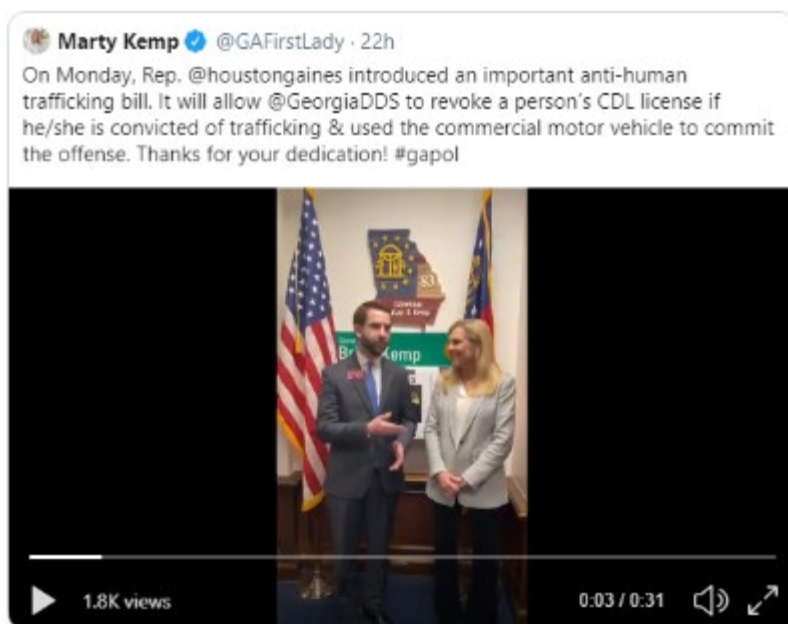 Marty Kemp @GAFirstLady · 22h
On Monday, Rep. @houstongaines introduced an important anti-human
trafficking bill. It will allow @GeorgiaDDS to revoke a person's CDL license if
he/she is convicted of trafficking & used the commercial motor vehicle to commit
the offense. Thanks for your dedication! #gapol
83
Kemp
1.8K views
0:03 / 0:31